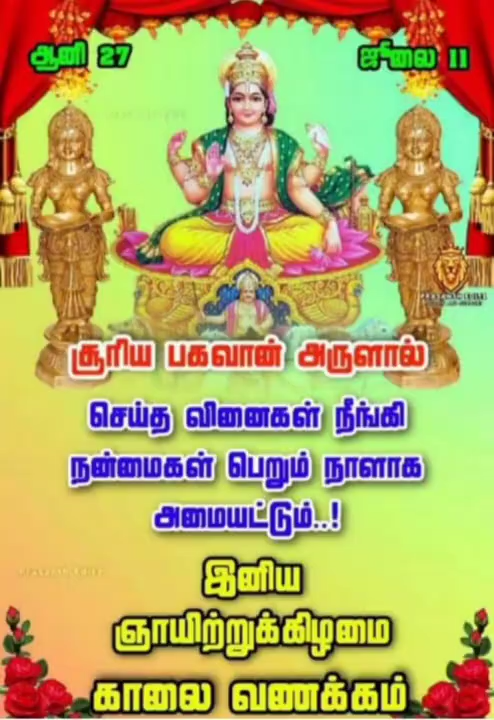 ஆனி 27
ஜூலை 11
சூரிய பகவான் அருளால்
செய்த வினைகள் நீங்கி
நன்மைகள் பெறும் நாளாக
அமையட்டும்..!
இனிய
ஞாயிற்றுக்கிழமை
காலை வணக்கம்